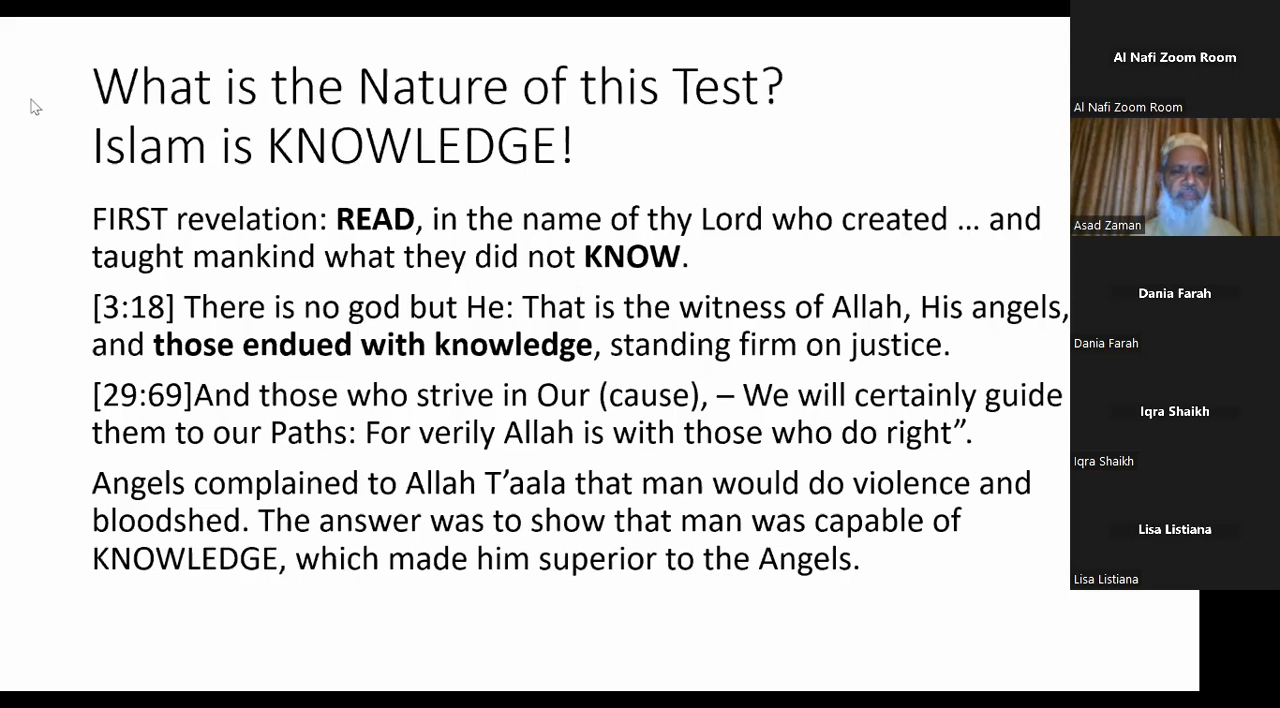 What is the Nature of this Test?
Islam is KNOWLEDGE!
FIRST revelation: READ, in the name of thy Lord who created ... and
taught mankind what they did not KNOW.
[3:18] There is no god but He: That is the witness of Allah, His angels,
and those endued with knowledge, standing firm on justice.
[29:69]And those who strive in Our (cause), – We will certainly guide
them to our Paths: For verily Allah is with those who do right”.
Angels complained to Allah T’aala that man would do violence and
bloodshed. The answer was to show that man was capable of
KNOWLEDGE, which made him superior to the Angels.
Al Nafi Zoom Room
Al Nafi Zoom Room
Asad Zaman
Dania Farah
Dania Farah
Iqra Shaikh
Iqra Shaikh
Lisa Listiana
Lisa Listiana